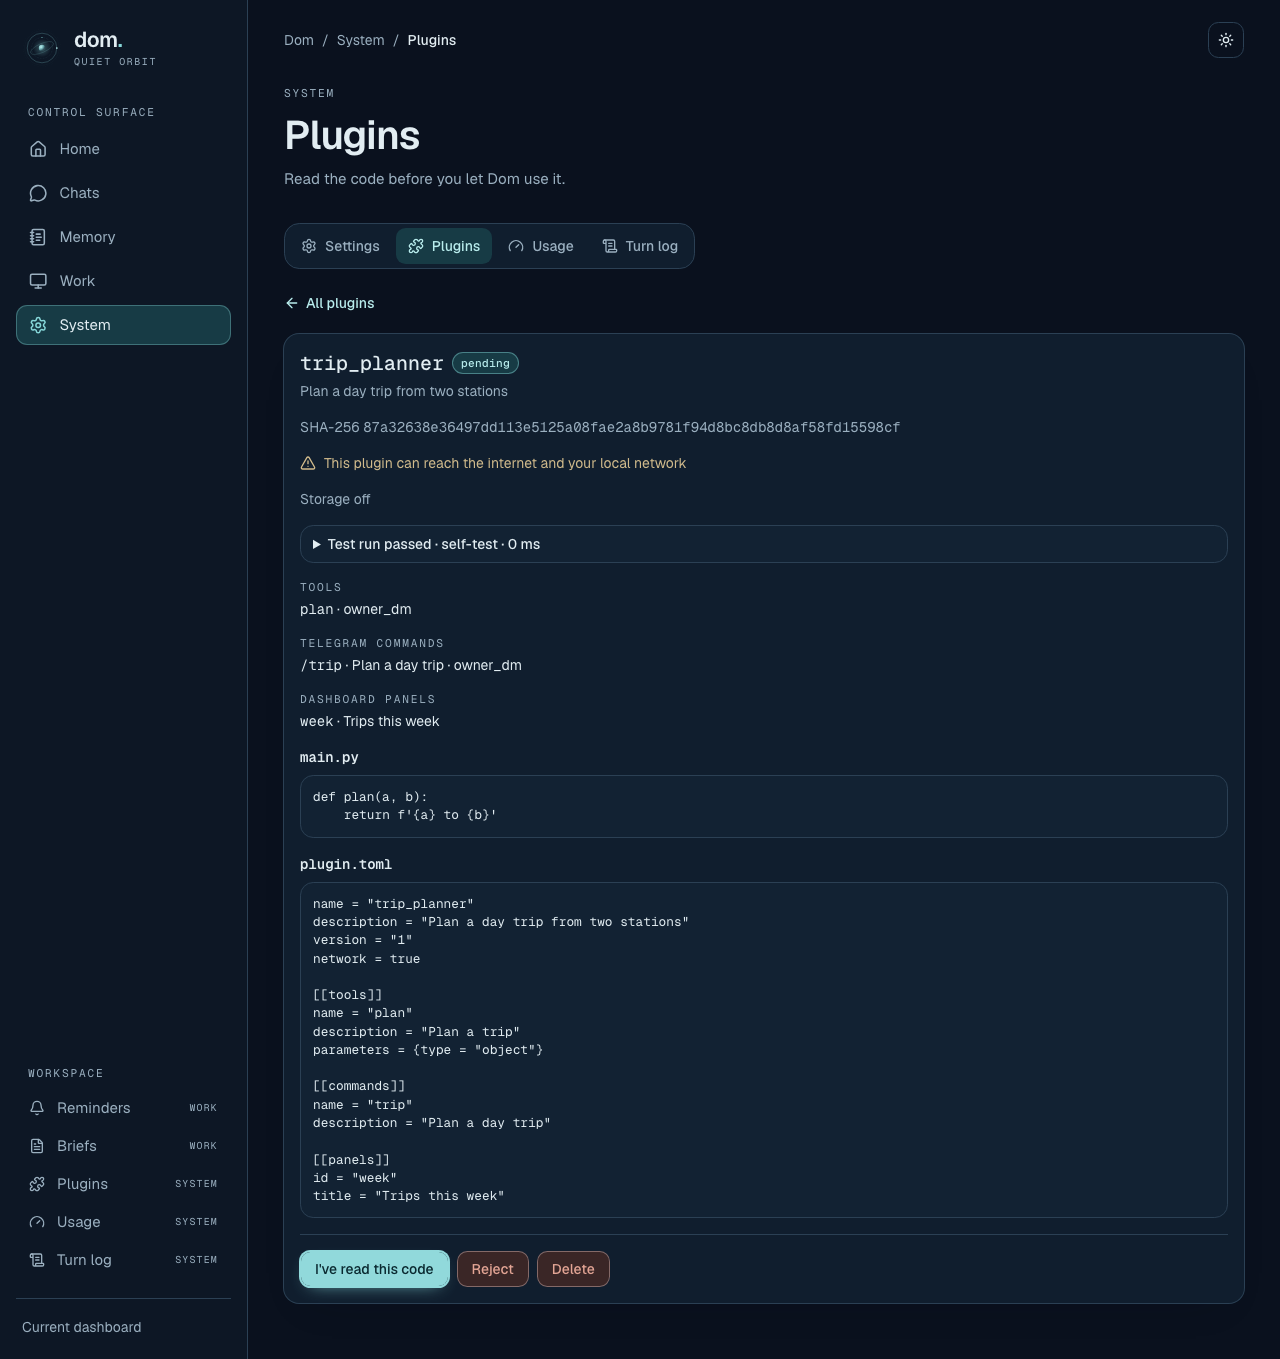 dom.
QUIET ORBIT
CONTROL SURFACE
Home
Chats
Memory
Work
System
WORKSPACE
Reminders WORK
Briefs WORK
Plugins SYSTEM
Usage SYSTEM
Turn log SYSTEM
Current dashboard
Dom / System / Plugins
SYSTEM
Plugins
Read the code before you let Dom use it.
Settings Plugins Usage Turn log
← All plugins
trip_planner pending
Plan a day trip from two stations
SHA-256 87a32638e36497dd113e5125a08fae2a8b9781f94d8bc8db8d8af58fd15598cf
This plugin can reach the internet and your local network
Storage off
Test run passed · self-test · 0 ms
TOOLS
plan · owner_dm
TELEGRAM COMMANDS
/trip · Plan a day trip · owner_dm
DASHBOARD PANELS
week · Trips this week
main.py
def plan(a, b):
    return f'{a} to {b}'
plugin.toml
name = "trip_planner"
description = "Plan a day trip from two stations"
version = "1"
network = true
[[tools]]
name = "plan"
description = "Plan a trip"
parameters = {type = "object"}
[[commands]]
name = "trip"
description = "Plan a day trip"
[[panels]]
id = "week"
title = "Trips this week"
I've read this code Reject Delete